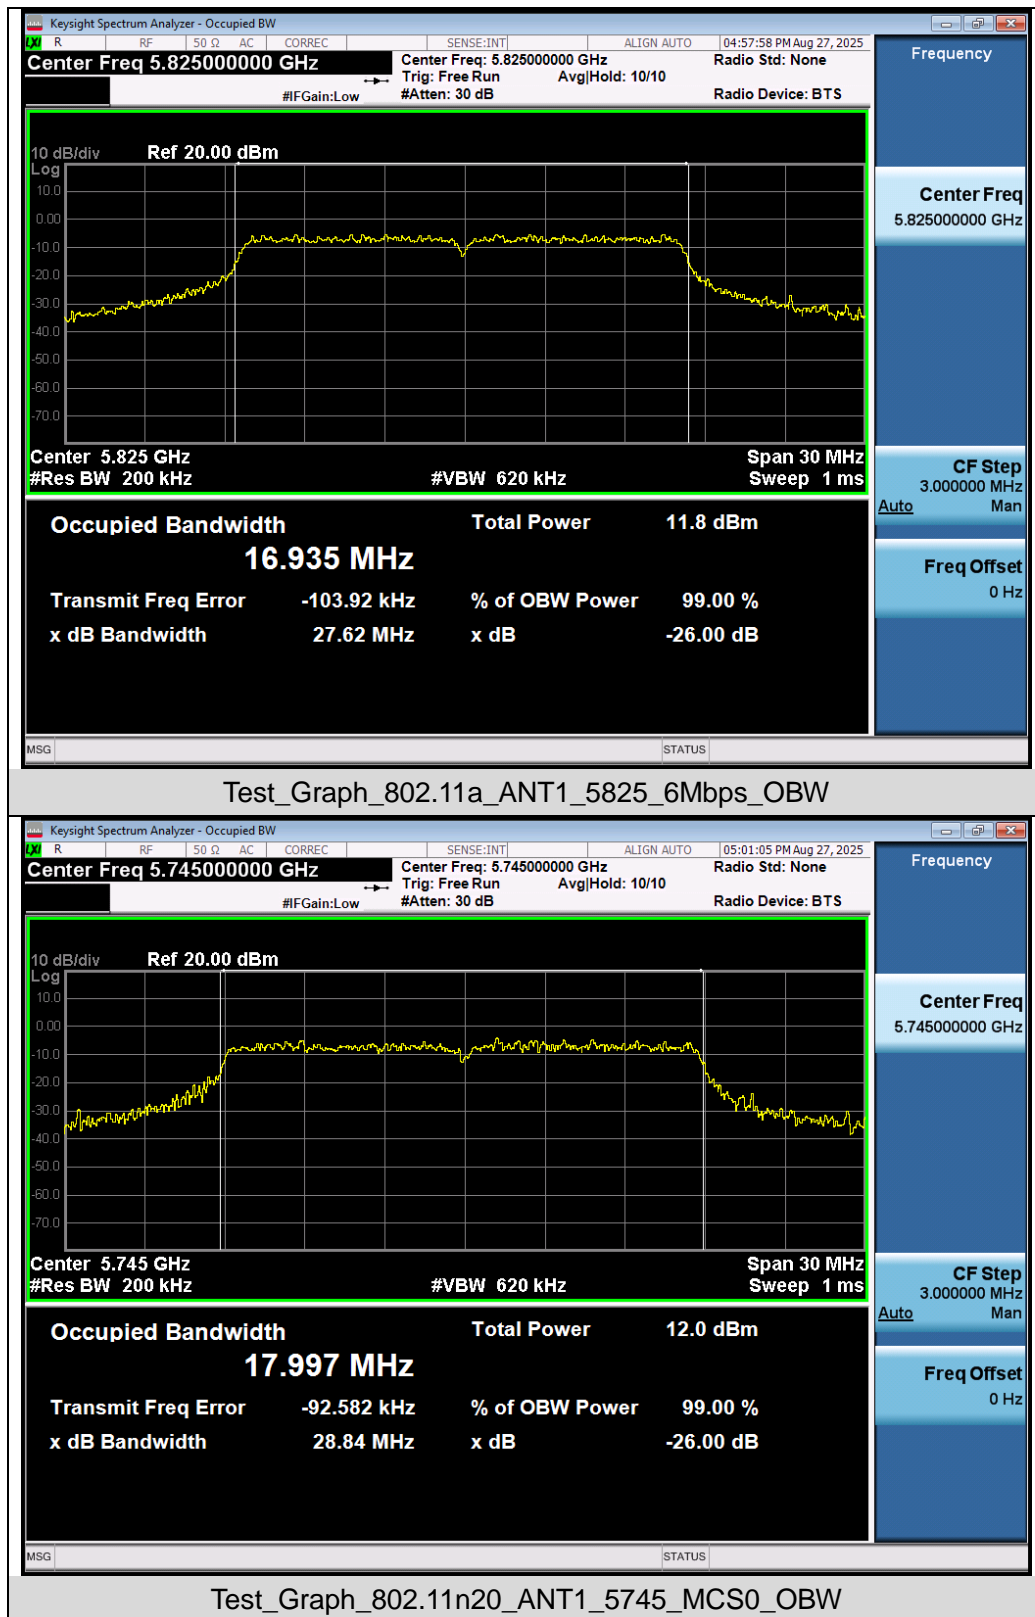 Keysight Spectrum Analyzer - Occupied BW
LXI R RF 50 Ω AC CORREC SENSE:INT ALIGN AUTO 04:57:58 PM Aug 27, 2025
Center Freq 5.825000000 GHz
Center Freq: 5.825000000 GHz
Radio Std: None
Trig: Free Run Avg|Hold: 10/10
#IFGain:Low #Atten: 30 dB
Radio Device: BTS
Frequency
10 dB/div Ref 20.00 dBm
Log
10.0
0.00
-10.0
-20.0
-30.0
-40.0
-50.0
-60.0
-70.0
Center 5.825 GHz Span 30 MHz
#Res BW 200 kHz #VBW 620 kHz Sweep 1 ms
Center Freq
5.825000000 GHz
CF Step
3.000000 MHz
Auto Man
Freq Offset
0 Hz
Occupied Bandwidth Total Power 11.8 dBm
16.935 MHz
Transmit Freq Error -103.92 kHz % of OBW Power 99.00 %
x dB Bandwidth 27.62 MHz x dB -26.00 dB
MSG STATUS
Test_Graph_802.11a_ANT1_5825_6Mbps_OBW
Keysight Spectrum Analyzer - Occupied BW
LXI R RF 50 Ω AC CORREC SENSE:INT ALIGN AUTO 05:01:05 PM Aug 27, 2025
Center Freq 5.745000000 GHz
Center Freq: 5.745000000 GHz
Radio Std: None
Trig: Free Run Avg|Hold: 10/10
#IFGain:Low #Atten: 30 dB
Radio Device: BTS
Frequency
10 dB/div Ref 20.00 dBm
Log
10.0
0.00
-10.0
-20.0
-30.0
-40.0
-50.0
-60.0
-70.0
Center 5.745 GHz Span 30 MHz
#Res BW 200 kHz #VBW 620 kHz Sweep 1 ms
Center Freq
5.745000000 GHz
CF Step
3.000000 MHz
Auto Man
Freq Offset
0 Hz
Occupied Bandwidth Total Power 12.0 dBm
17.997 MHz
Transmit Freq Error -92.582 kHz % of OBW Power 99.00 %
x dB Bandwidth 28.84 MHz x dB -26.00 dB
MSG STATUS
Test_Graph_802.11n20_ANT1_5745_MCS0_OBW